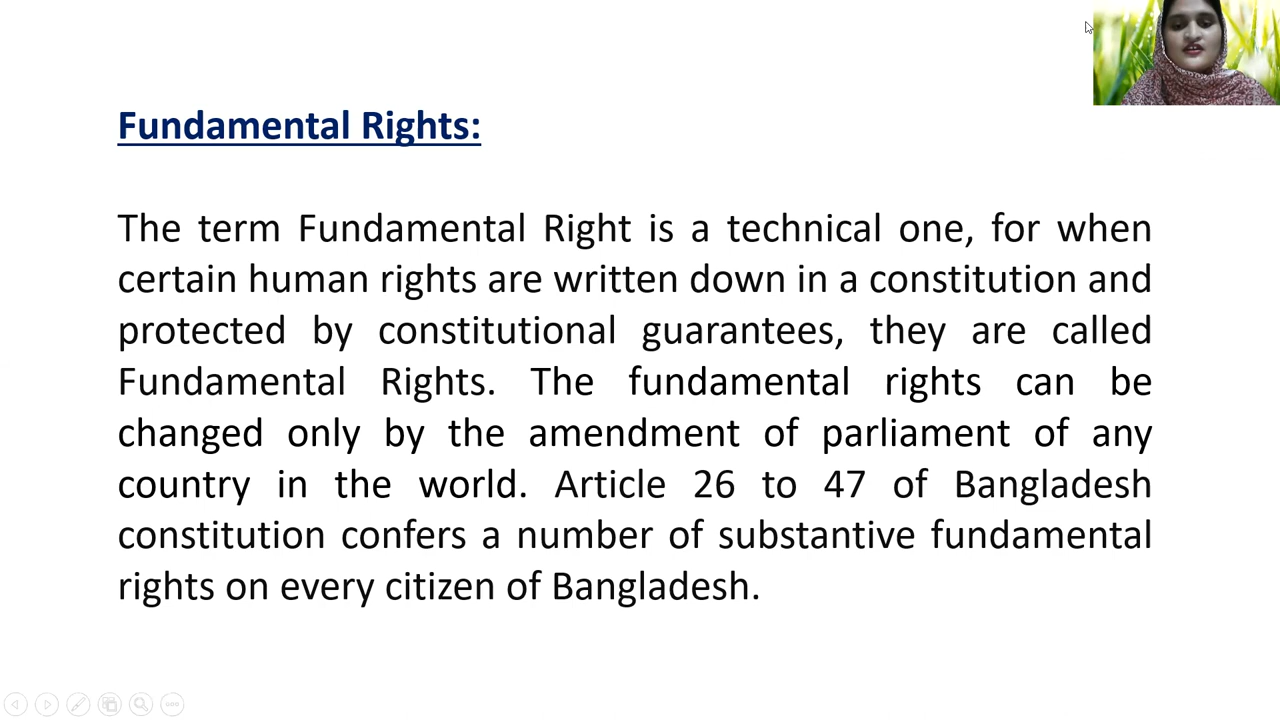 Fundamental Rights:
The term Fundamental Right is a technical one, for when
certain human rights are written down in a constitution and
protected by constitutional guarantees, they are called
Fundamental Rights. The fundamental rights can be
changed only by the amendment of parliament of any
country in the world. Article 26 to 47 of Bangladesh
constitution confers a number of substantive fundamental
rights on every citizen of Bangladesh.